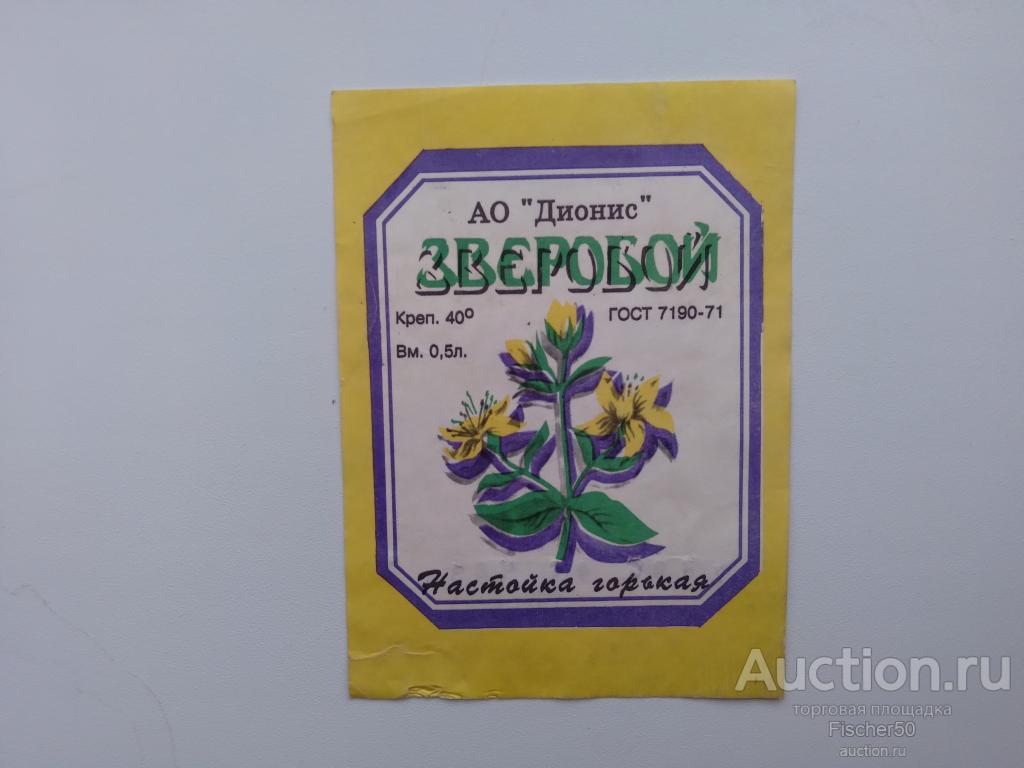 АО "Дионис"
ЗВЕРОБОЙ
Креп. 40º
ГОСТ 7190-71
Вм. 0,5л.
Настойка горькая
Auction.ru
торговая площадка
Fischer50
auction.ru